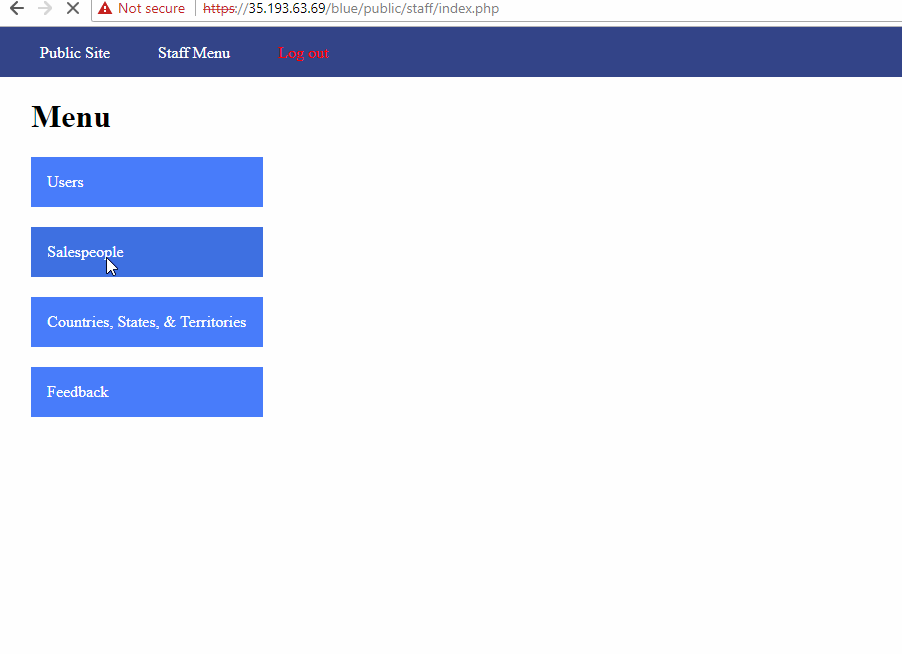 Not secure https://35.193.63.69/blue/public/staff/index.php
Public Site Staff Menu Log out
Menu
Users
Salespeople
Countries, States, & Territories
Feedback